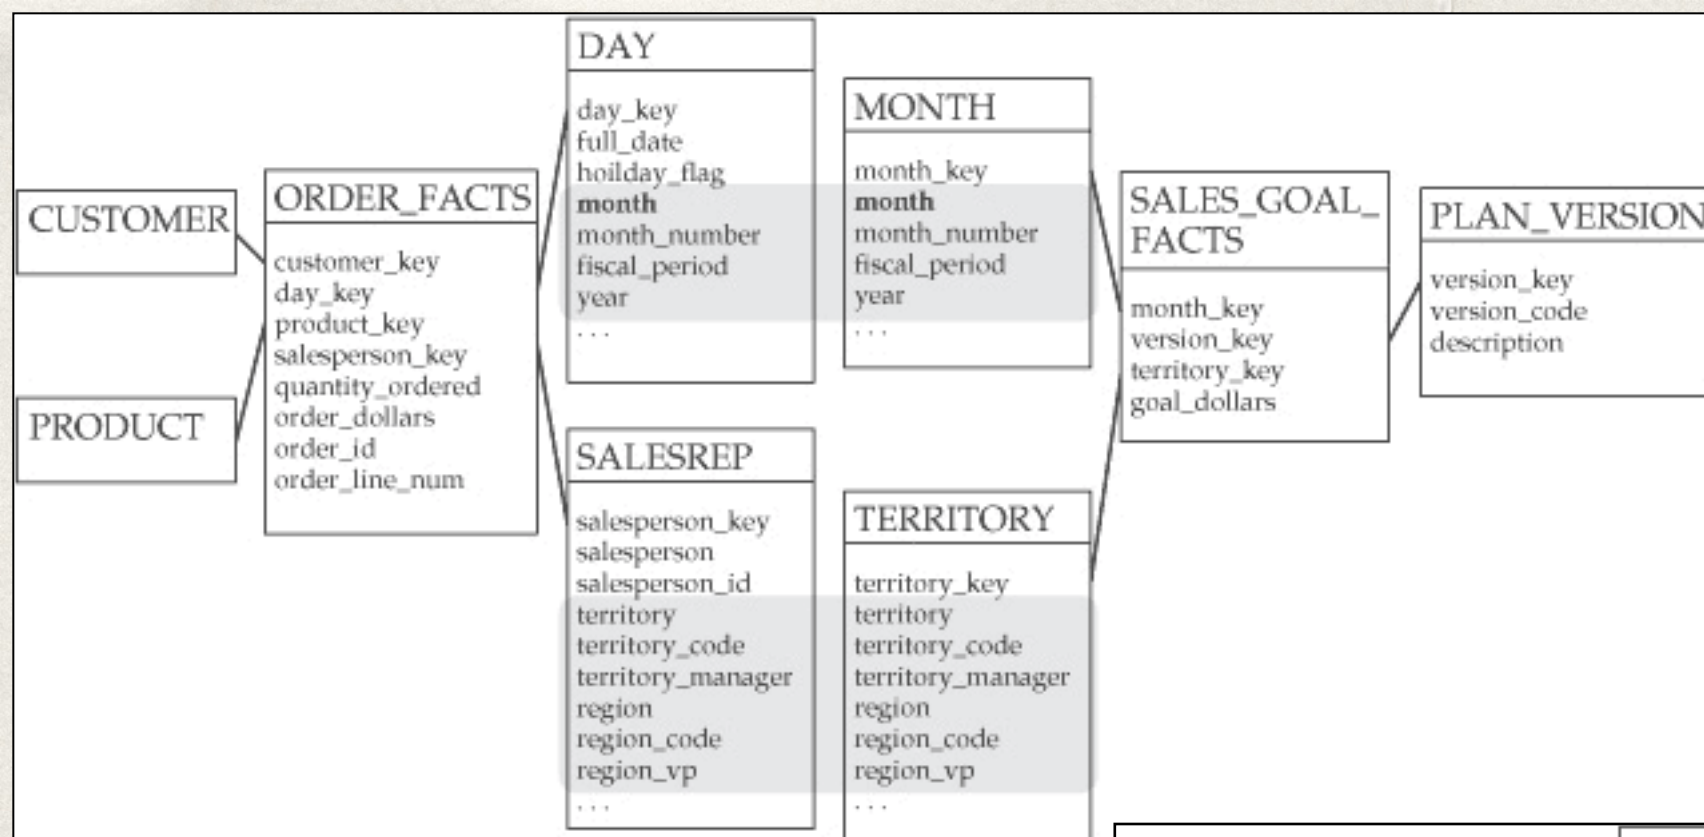 CUSTOMER
PRODUCT
ORDER_FACTS
customer_key
day_key
product_key
salesperson_key
quantity_ordered
order_dollars
order_id
order_line_num
DAY
day_key
full_date
hoilday_flag
month
month_number
fiscal_period
year
. . .
SALESREP
salesperson_key
salesperson
salesperson_id
territory
territory_code
territory_manager
region
region_code
region_vp
. . .
MONTH
month_key
month
month_number
fiscal_period
year
. . .
TERRITORY
territory_key
territory
territory_code
territory_manager
region
region_code
region_vp
. . .
SALES_GOAL_
FACTS
month_key
version_key
territory_key
goal_dollars
PLAN_VERSION
version_key
version_code
description